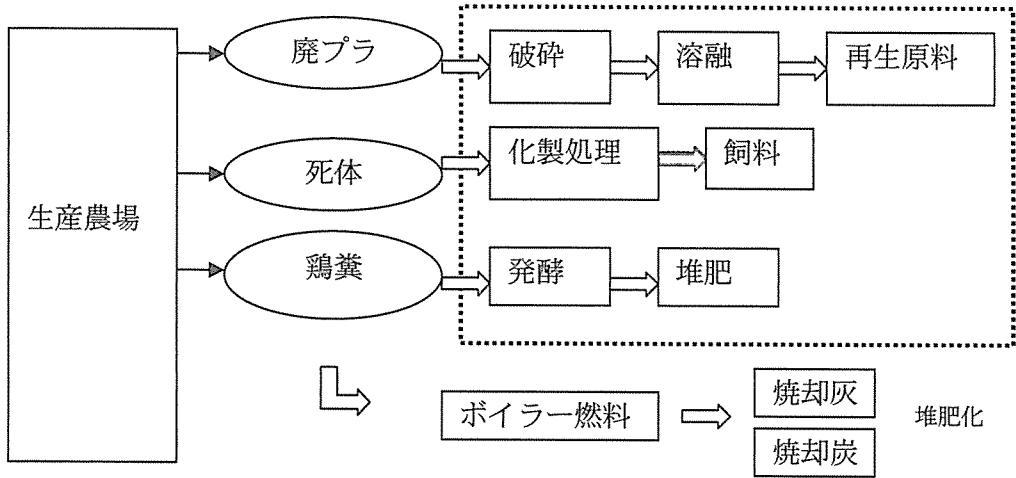 生産農場
廃プラ
破砕
溶融
再生原料
死体
化製処理
飼料
鶏糞
発酵
堆肥
ボイラー燃料
焼却灰
焼却炭
堆肥化